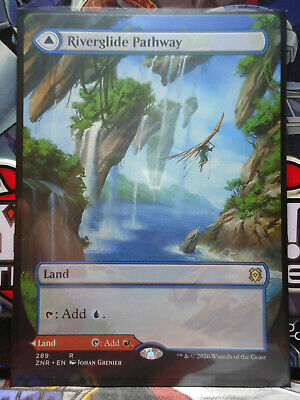 Riverglide Pathway
Land
: Add .
Land : Add .
289 R
ZNR • EN Johan Grenier
™ & © 2020 Wizards of the Coast